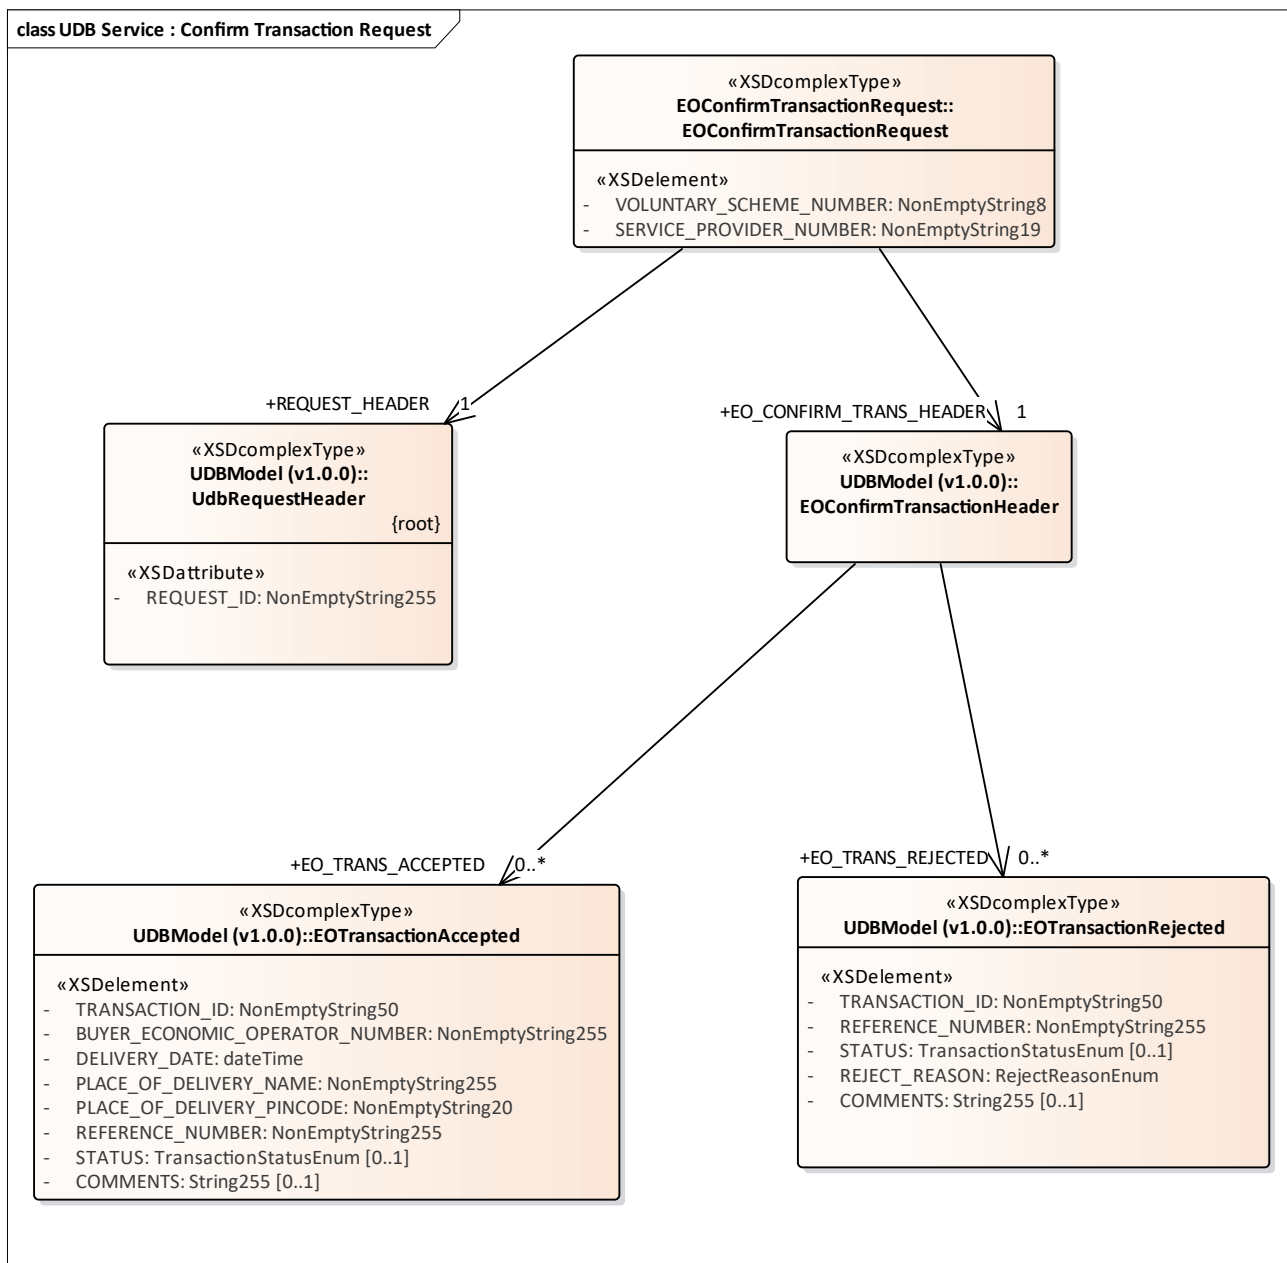 class UDB Service : Confirm Transaction Request
«XSDcomplexType»
EOConfirmTransactionRequest::
EOConfirmTransactionRequest
«XSDelement»
- VOLUNTARY_SCHEME_NUMBER: NonEmptyString8
- SERVICE_PROVIDER_NUMBER: NonEmptyString19
+REQUEST_HEADER 1
+EO_CONFIRM_TRANS_HEADER 1
«XSDcomplexType»
UDBModel (v1.0.0)::
UdbRequestHeader
{root}
«XSDattribute»
- REQUEST_ID: NonEmptyString255
«XSDcomplexType»
UDBModel (v1.0.0)::
EOConfirmTransactionHeader
+EO_TRANS_ACCEPTED 0..*
+EO_TRANS_REJECTED 0..*
«XSDcomplexType»
UDBModel (v1.0.0)::EOTransactionAccepted
«XSDelement»
- TRANSACTION_ID: NonEmptyString50
- BUYER_ECONOMIC_OPERATOR_NUMBER: NonEmptyString255
- DELIVERY_DATE: dateTime
- PLACE_OF_DELIVERY_NAME: NonEmptyString255
- PLACE_OF_DELIVERY_PINCODE: NonEmptyString20
- REFERENCE_NUMBER: NonEmptyString255
- STATUS: TransactionStatusEnum [0..1]
- COMMENTS: String255 [0..1]
«XSDcomplexType»
UDBModel (v1.0.0)::EOTransactionRejected
«XSDelement»
- TRANSACTION_ID: NonEmptyString50
- REFERENCE_NUMBER: NonEmptyString255
- STATUS: TransactionStatusEnum [0..1]
- REJECT_REASON: RejectReasonEnum
- COMMENTS: String255 [0..1]